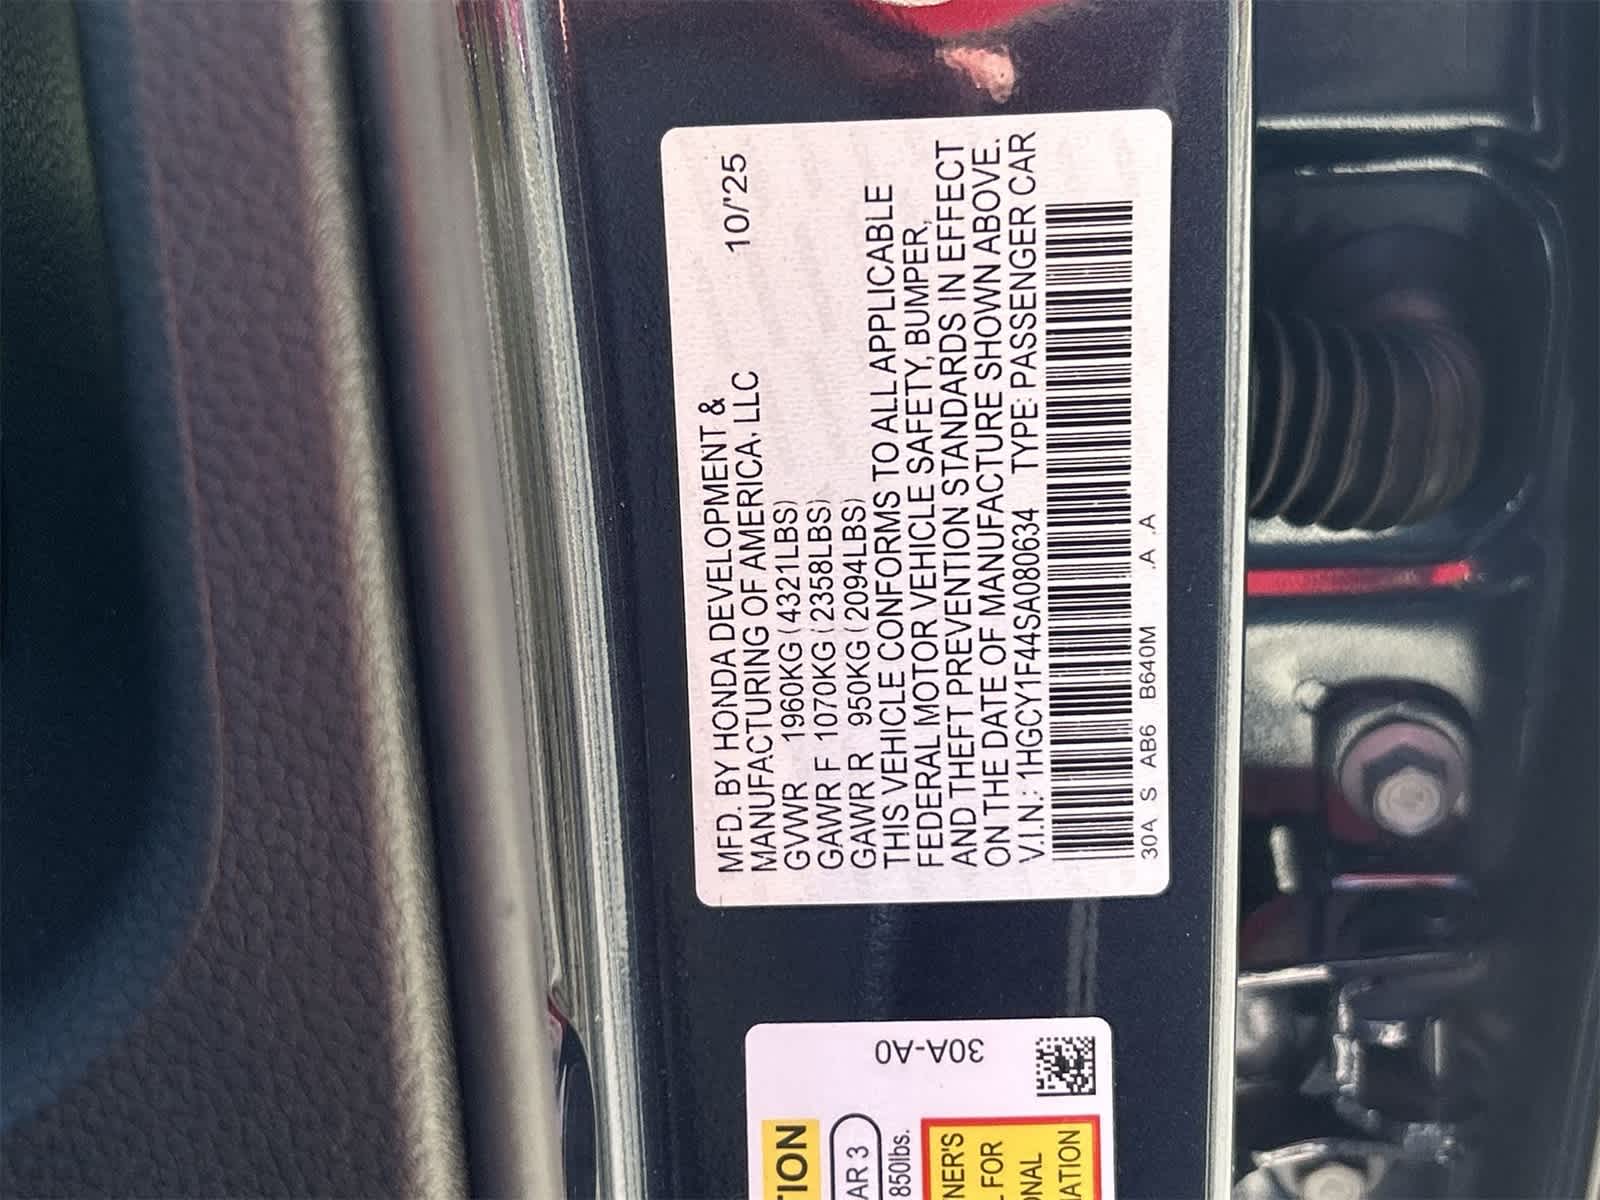 MFD. BY HONDA DEVELOPMENT &
MANUFACTURING OF AMERICA, LLC 10/'25
GVWR 1960KG (4321LBS)
GAWR F 1070KG (2358LBS)
GAWR R 950KG (2094LBS)
THIS VEHICLE CONFORMS TO ALL APPLICABLE
FEDERAL MOTOR VEHICLE SAFETY, BUMPER,
AND THEFT PREVENTION STANDARDS IN EFFECT
ON THE DATE OF MANUFACTURE SHOWN ABOVE.
V.I.N.: 1HGCY1F44SA080634 TYPE: PASSENGER CAR
30A S AB6 B640M .A .A
30A-A0
TION
AR 3
850lbs.
NER'S
L FOR
ONAL
MATION